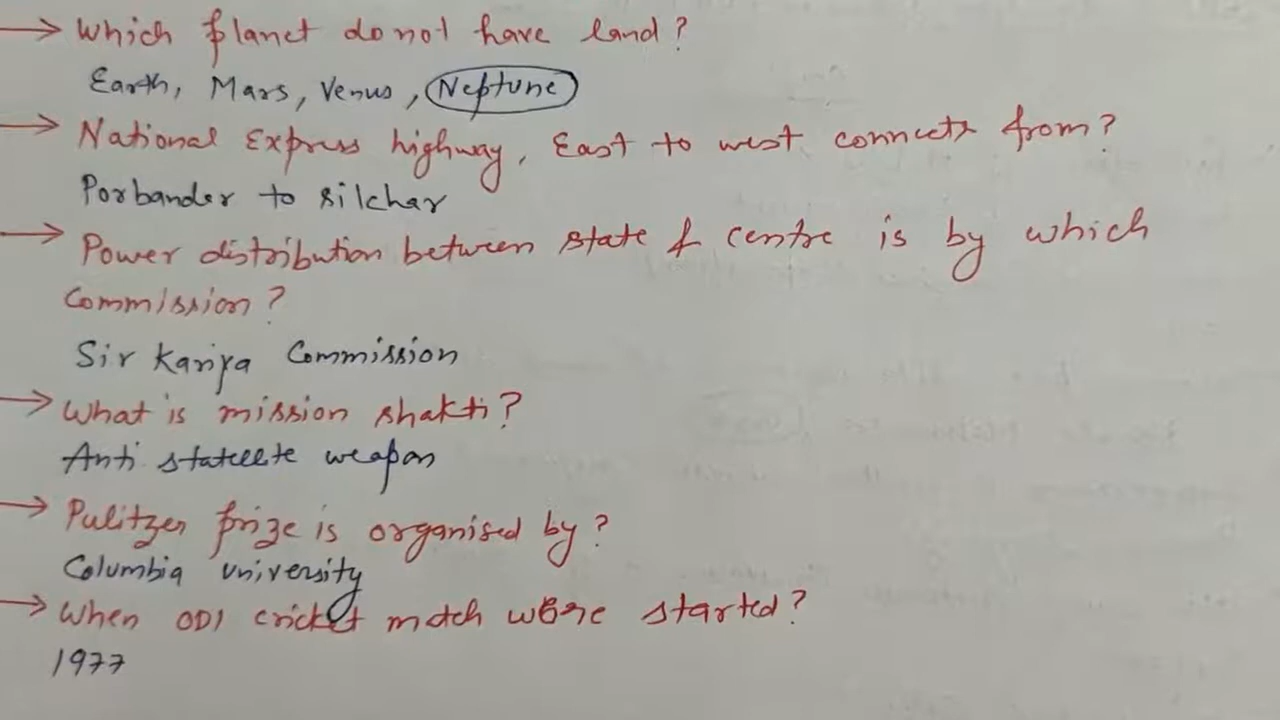 → Which planet do not have land?
Earth, Mars, Venus, Neptune
→ National Express highway, East to west connects from?
Porbander to silchar
→ Power distribution between state & centre is by which
Commission?
Sir Kariya Commission
→ What is mission shakti?
Anti statellete weapon
→ Pulitzer prize is organised by?
Columbia university
→ When ODI cricket match were started?
1977